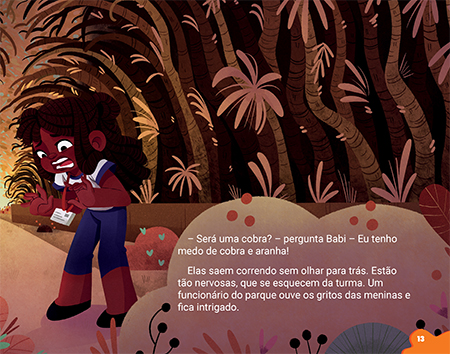 – Será uma cobra? – pergunta Babi – Eu tenho
medo de cobra e aranha!
Elas saem correndo sem olhar para trás. Estão
tão nervosas, que se esquecem da turma. Um
funcionário do parque ouve os gritos das meninas e
fica intrigado.
13